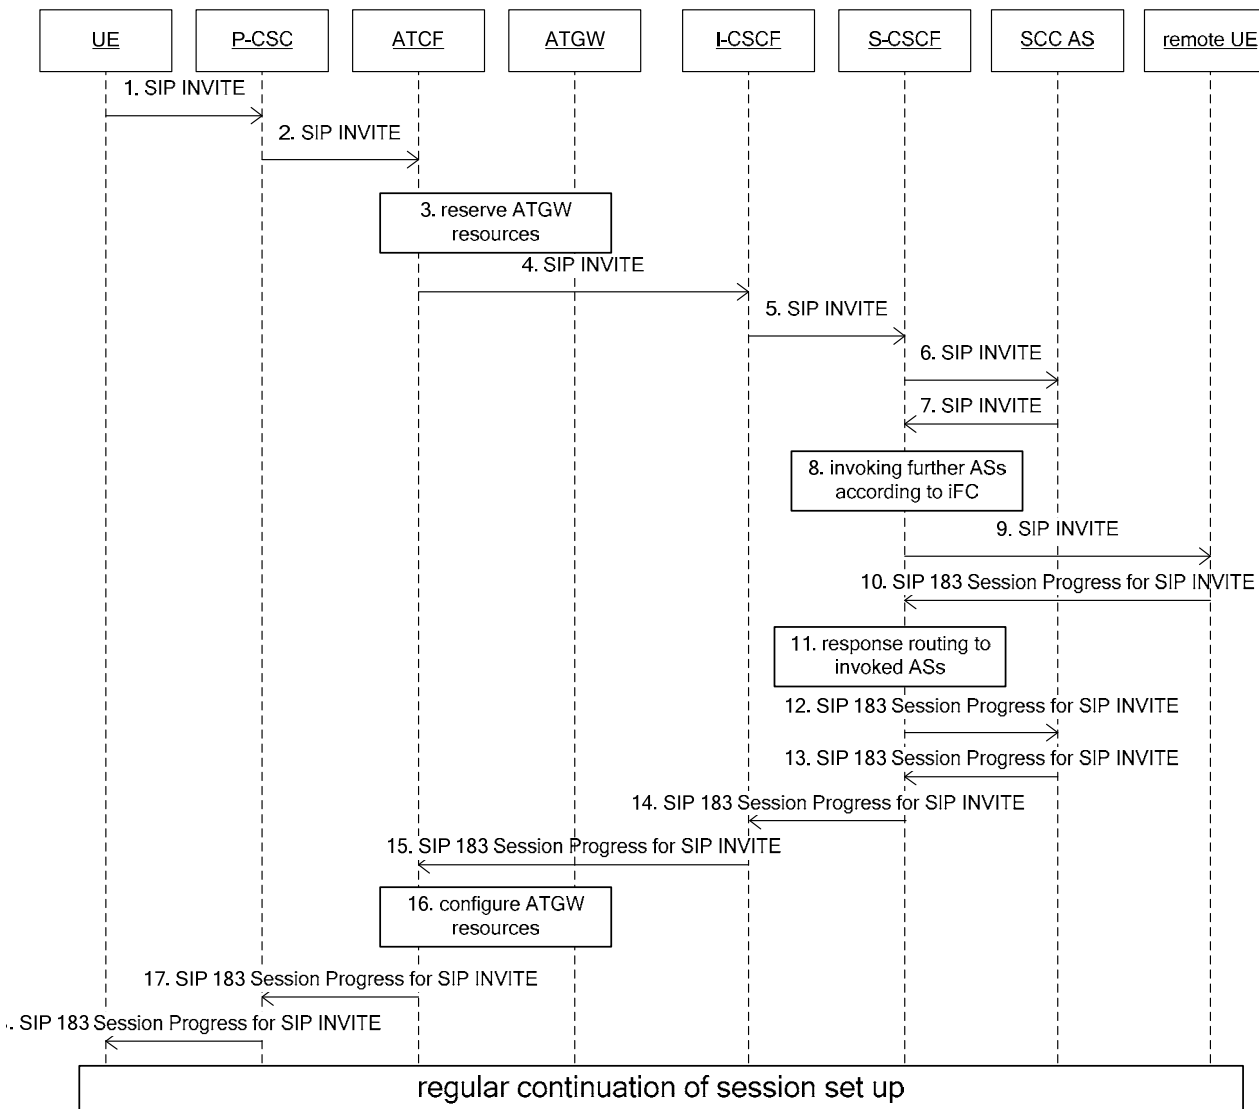 UE
P-CSC
ATCF
ATGW
I-CSCF
S-CSCF
SCC AS
remote UE
1. SIP INVITE
2. SIP INVITE
3. reserve ATGW
resources
4. SIP INVITE
5. SIP INVITE
6. SIP INVITE
7. SIP INVITE
8. invoking further ASs
according to iFC
9. SIP INVITE
10. SIP 183 Session Progress for SIP INVITE
11. response routing to
invoked ASs
12. SIP 183 Session Progress for SIP INVITE
13. SIP 183 Session Progress for SIP INVITE
14. SIP 183 Session Progress for SIP INVITE
15. SIP 183 Session Progress for SIP INVITE
16. configure ATGW
resources
17. SIP 183 Session Progress for SIP INVITE
. SIP 183 Session Progress for SIP INVITE
regular continuation of session set up